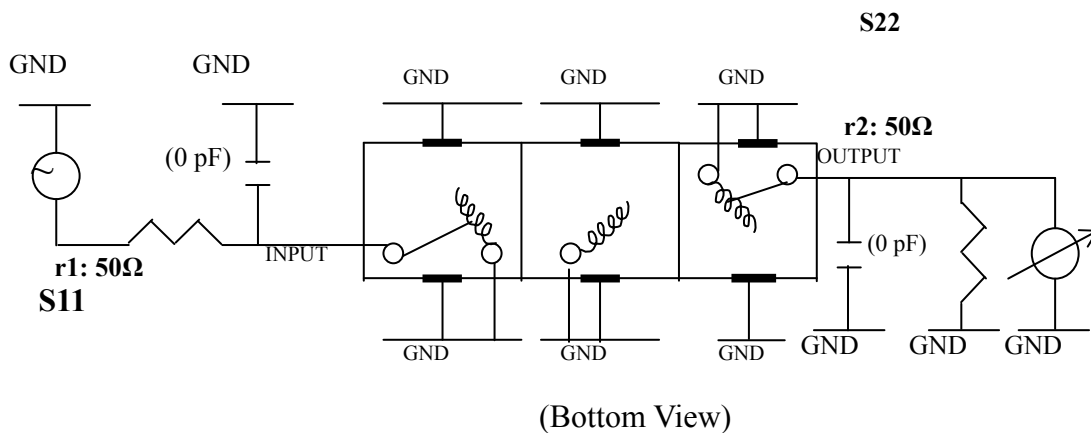 S22
GND
GND
GND
GND
GND
r2: 50Ω
(0 pF)
OUTPUT
INPUT
(0 pF)
r1: 50Ω
S11
GND
GND
GND
GND
GND
GND
(Bottom View)